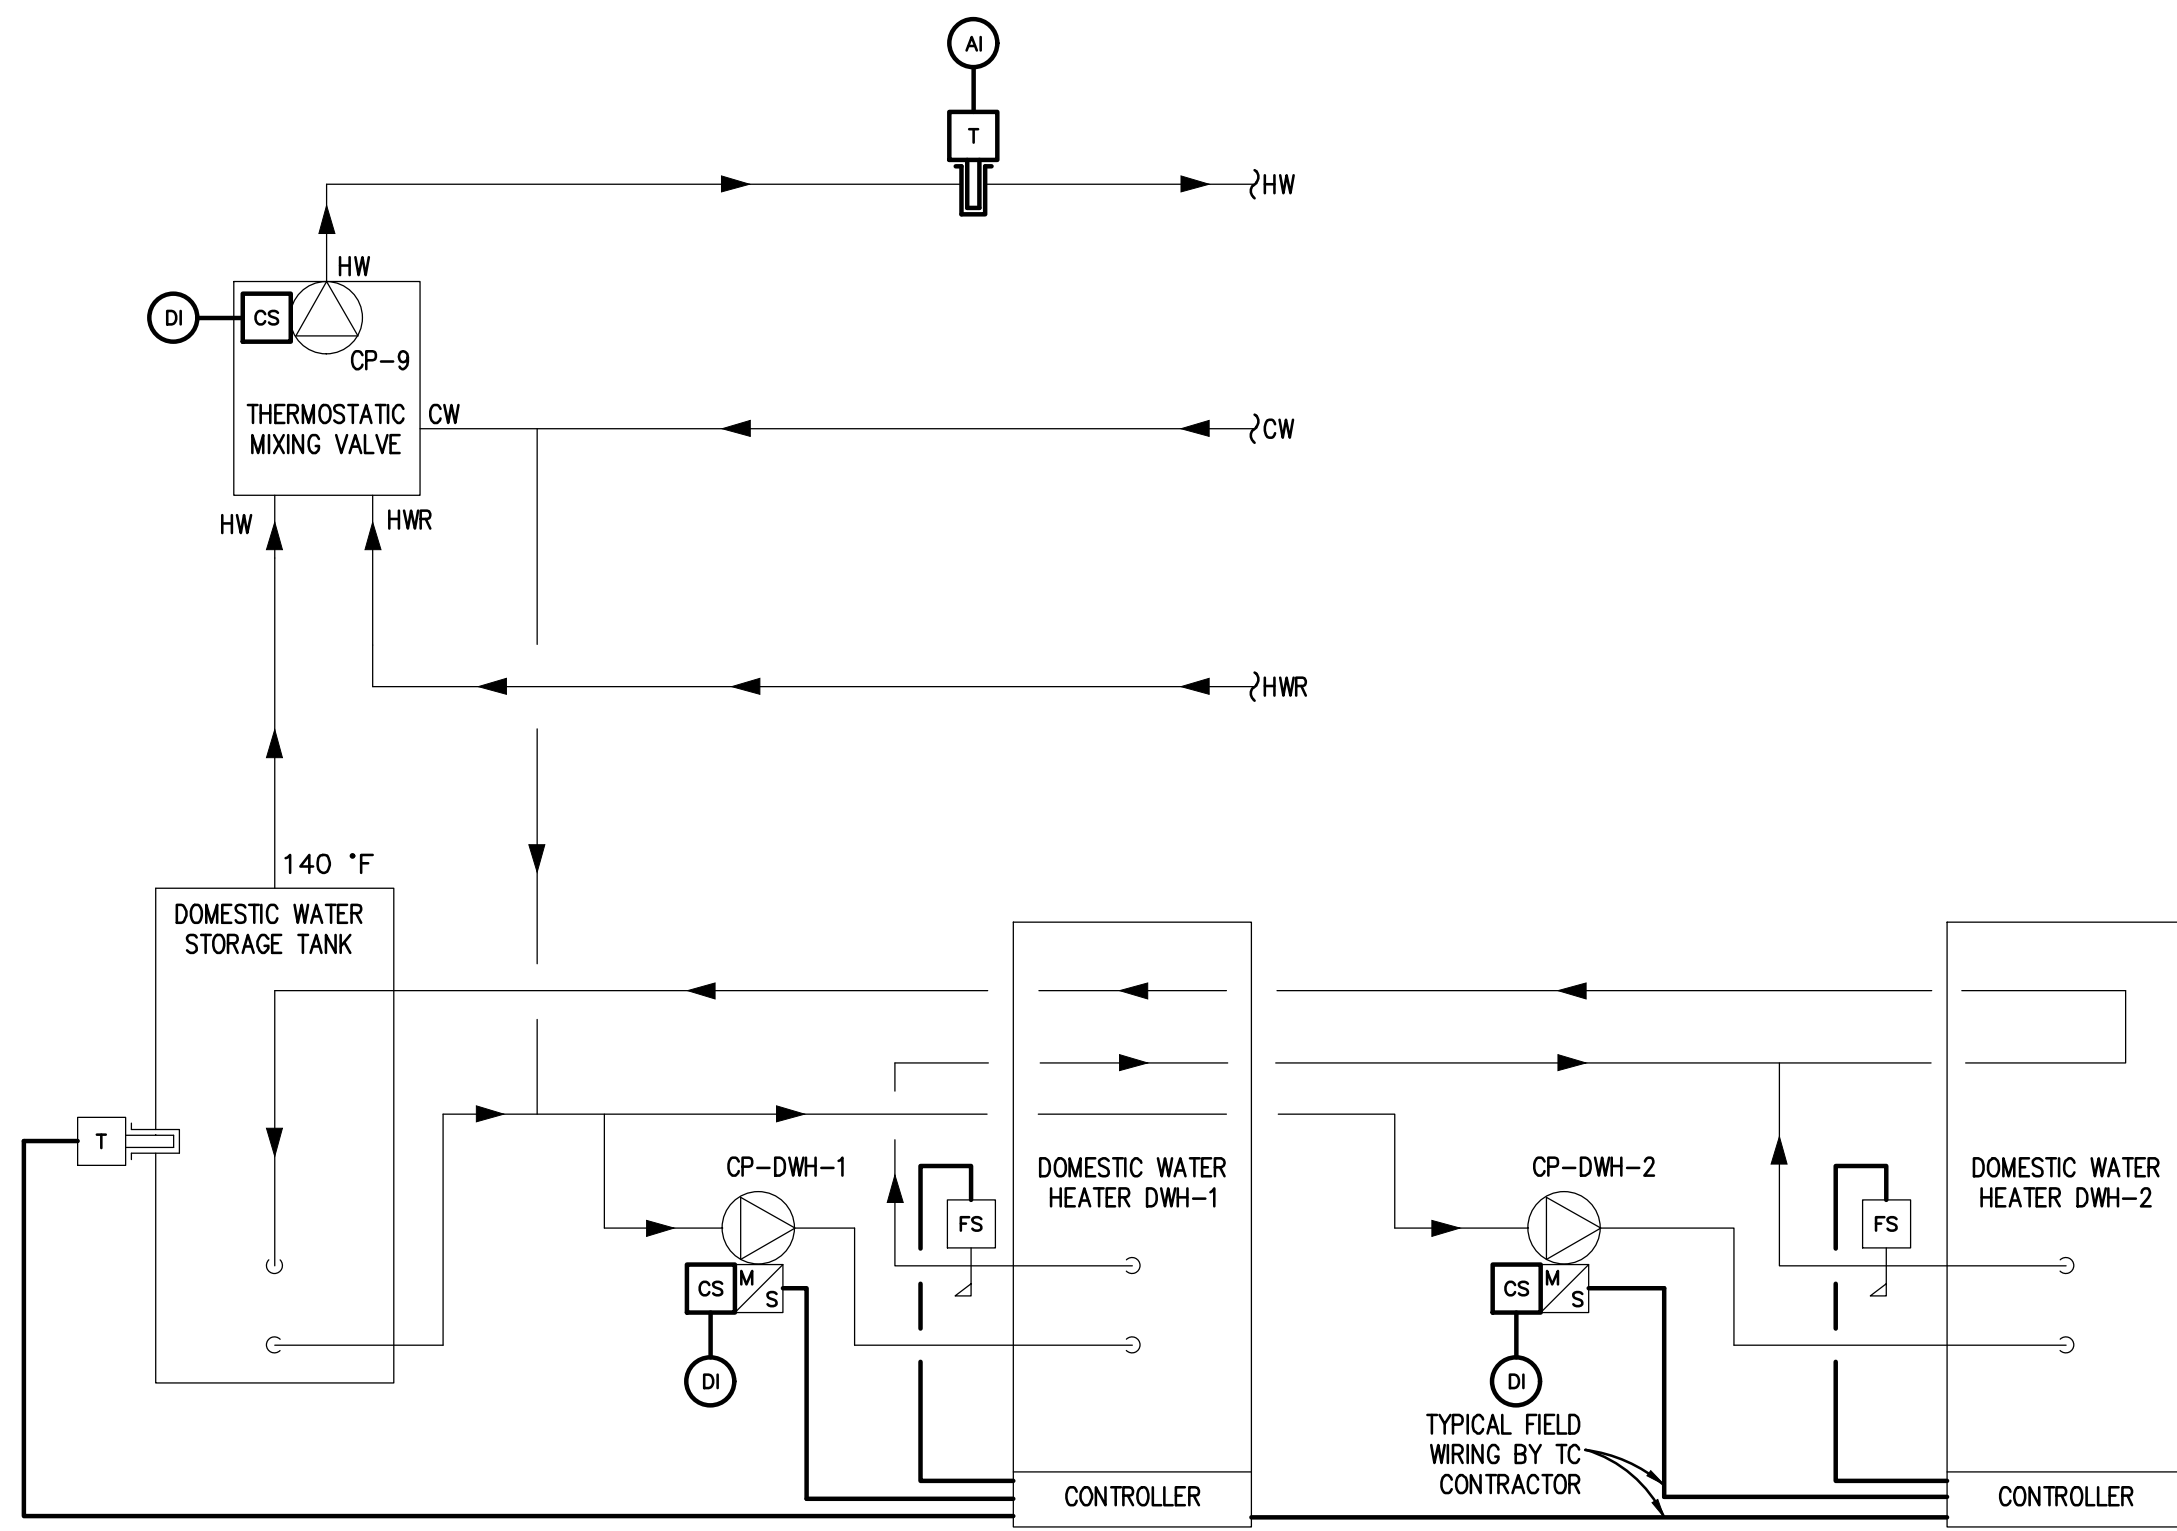 AI
T
HW
HW
DI
CS
CP-9
THERMOSTATIC
MIXING VALVE
CW
CW
HW
HWR
HWR
140 °F
DOMESTIC WATER
STORAGE TANK
T
CP-DWH-1
FS
DOMESTIC WATER
HEATER DWH-1
CP-DWH-2
FS
DOMESTIC WATER
HEATER DWH-2
CS
M
S
CS
M
S
DI
DI
TYPICAL FIELD
WIRING BY TC
CONTRACTOR
CONTROLLER
CONTROLLER